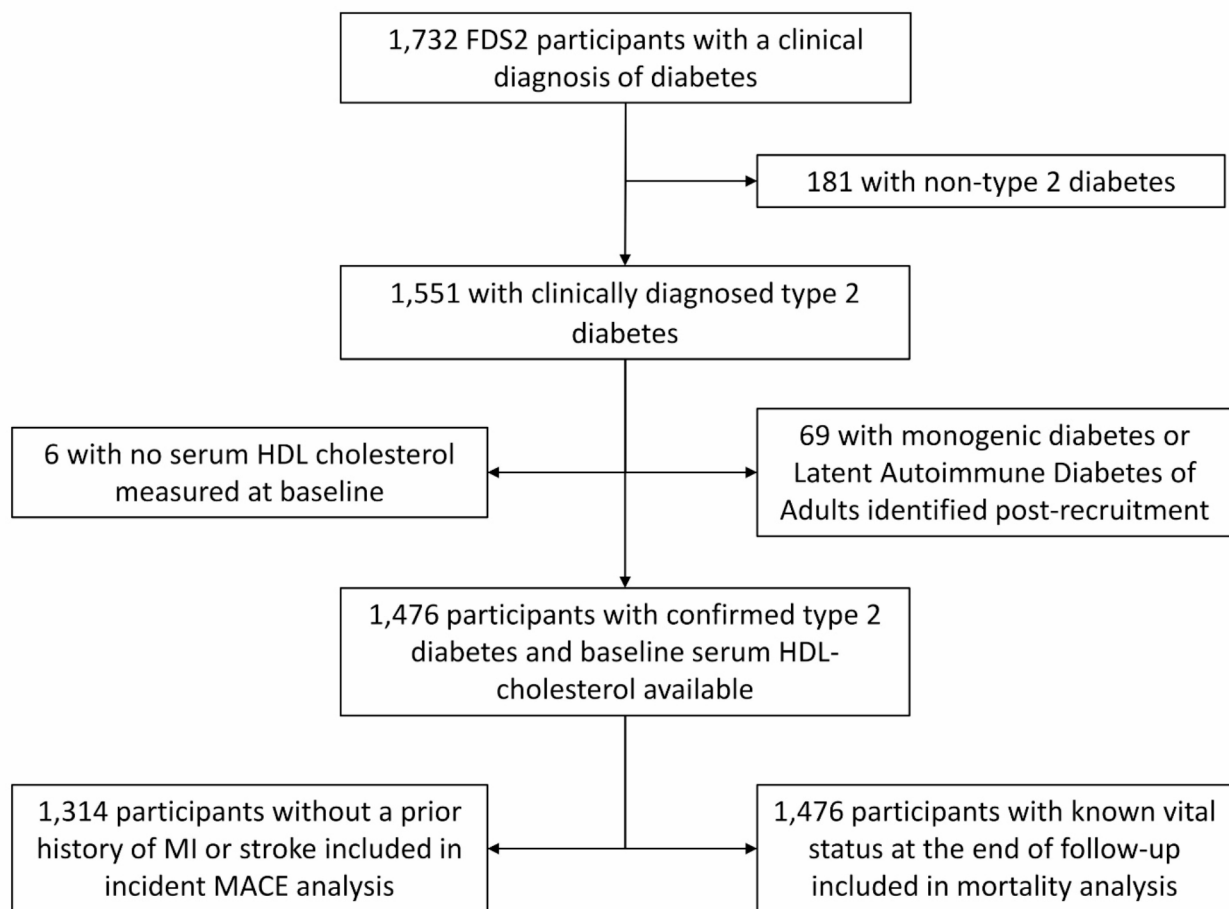 1,732 FDS2 participants with a clinical
diagnosis of diabetes
181 with non-type 2 diabetes
1,551 with clinically diagnosed type 2
diabetes
6 with no serum HDL cholesterol
measured at baseline
69 with monogenic diabetes or
Latent Autoimmune Diabetes of
Adults identified post-recruitment
1,476 participants with confirmed type 2
diabetes and baseline serum HDL-
cholesterol available
1,314 participants without a prior
history of MI or stroke included in
incident MACE analysis
1,476 participants with known vital
status at the end of follow-up
included in mortality analysis